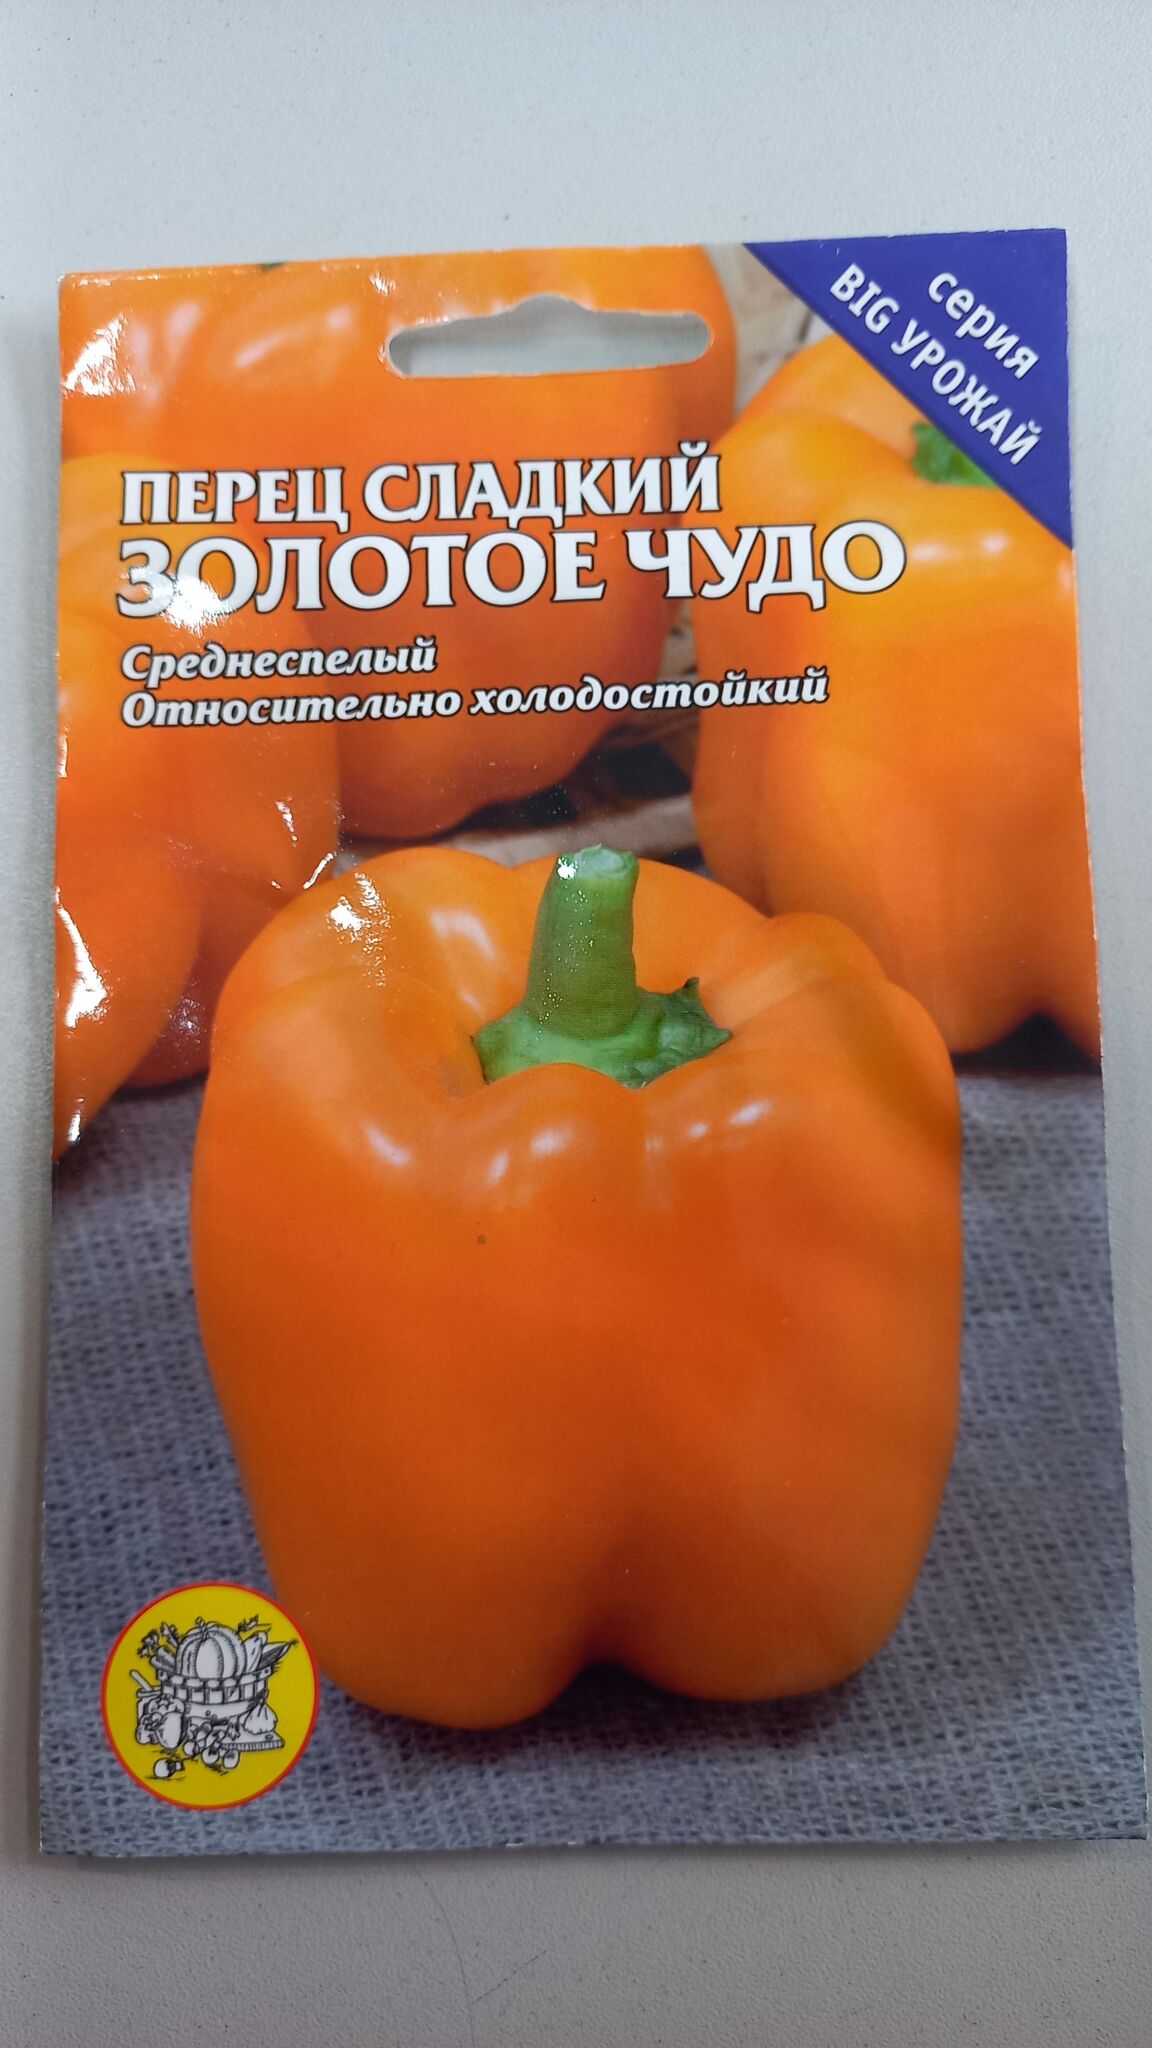 серия
BIG УРОЖАЙ
ПЕРЕЦ СЛАДКИЙ
ЗОЛОТОЕ ЧУДО
Среднеспелый
Относительно холодостойкий